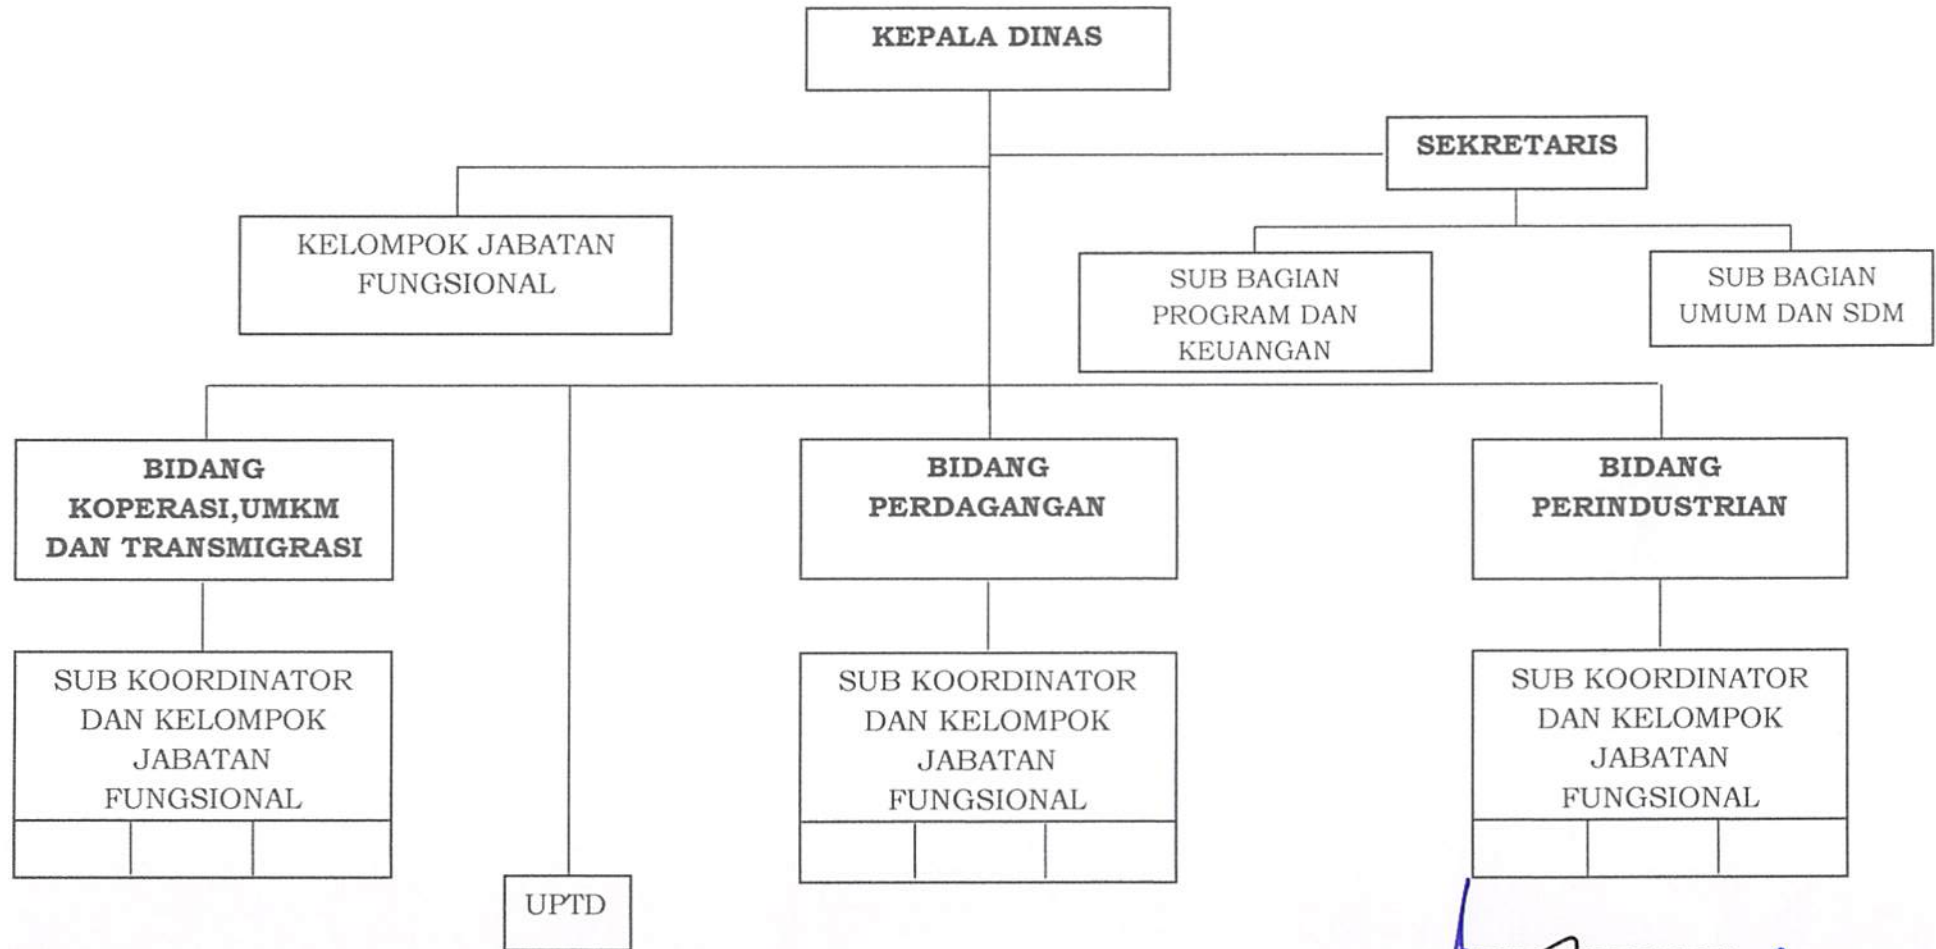 KEPALA DINAS
SEKRETARIS
KELOMPOK JABATAN
FUNGSIONAL
SUB BAGIAN
PROGRAM DAN
KEUANGAN
SUB BAGIAN
UMUM DAN SDM
BIDANG
KOPERASI,UMKM
DAN TRANSMIGRASI
BIDANG
PERDAGANGAN
BIDANG
PERINDUSTRIAN
SUB KOORDINATOR
DAN KELOMPOK
JABATAN
FUNGSIONAL
SUB KOORDINATOR
DAN KELOMPOK
JABATAN
FUNGSIONAL
SUB KOORDINATOR
DAN KELOMPOK
JABATAN
FUNGSIONAL
UPTD